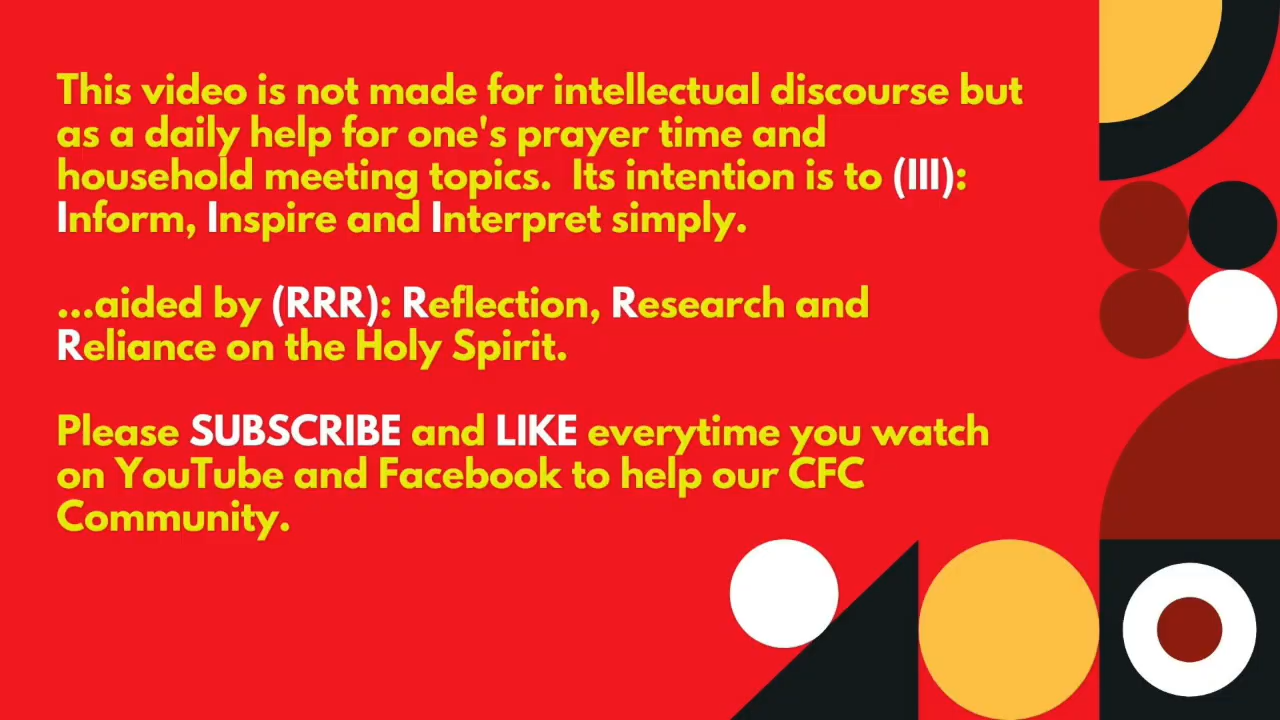 This video is not made for intellectual discourse but
as a daily help for one's prayer time and
household meeting topics.  Its intention is to (III):
Inform, Inspire and Interpret simply.
...aided by (RRR): Reflection, Research and
Reliance on the Holy Spirit.
Please SUBSCRIBE and LIKE everytime you watch
on YouTube and Facebook to help our CFC
Community.